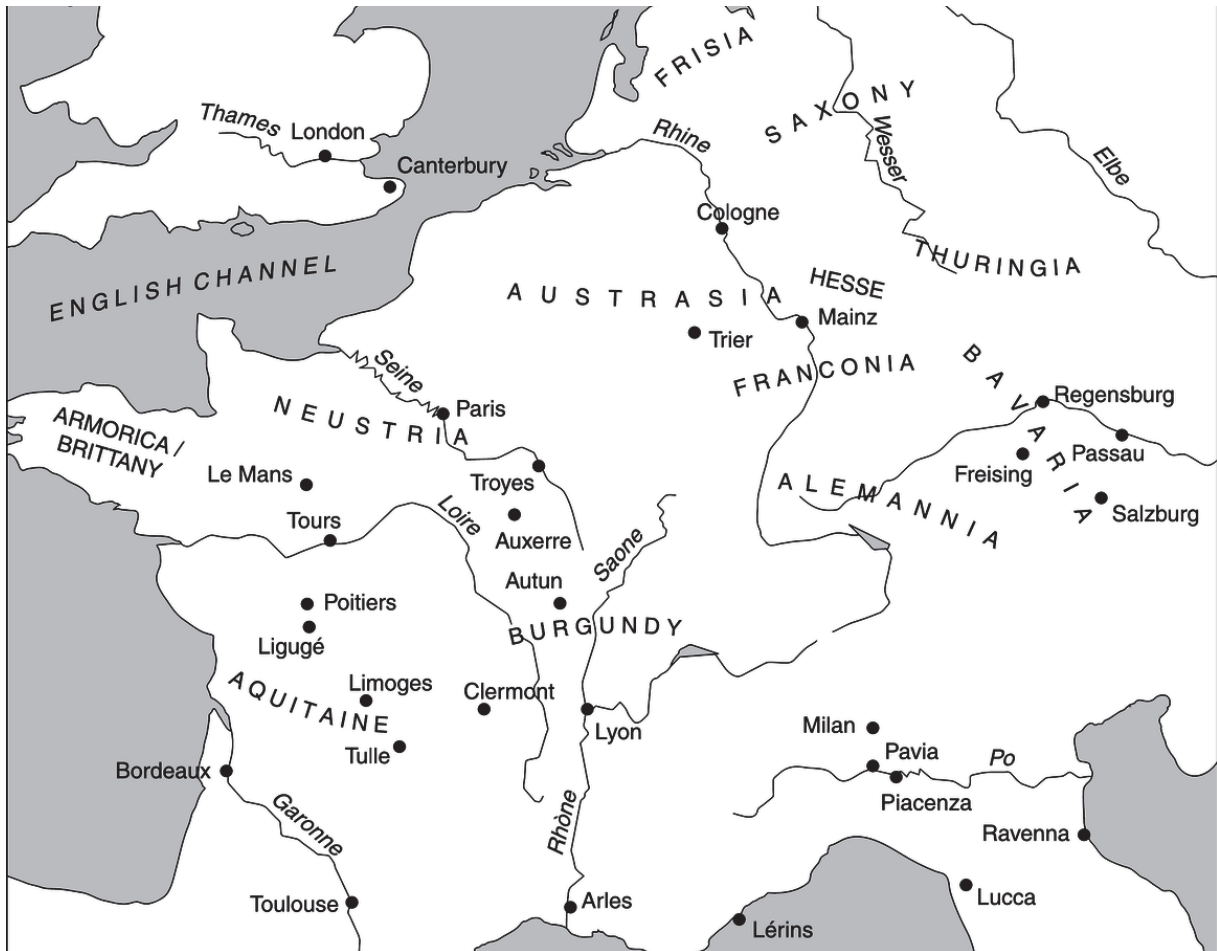 FRISIA
SAXONY
Thames
London
Rhine
Wesser
Elbe
Canterbury
Cologne
THURINGIA
ENGLISH CHANNEL
HESSE
AUSTRASIA
Mainz
Trier
Seine
FRANCONIA
BAVARIA
Regensburg
NEUSTRIA
Paris
ARMORICA /
BRITTANY
Passau
Freising
Le Mans
Troyes
ALEMANNIA
Salzburg
Tours
Loire
Auxerre
Saone
Autun
Poitiers
BURGUNDY
Ligugé
AQUITAINE
Limoges
Clermont
Lyon
Milan
Tulle
Pavia
Po
Bordeaux
Piacenza
Garonne
Rhòne
Ravenna
Toulouse
Arles
Lucca
Lérins